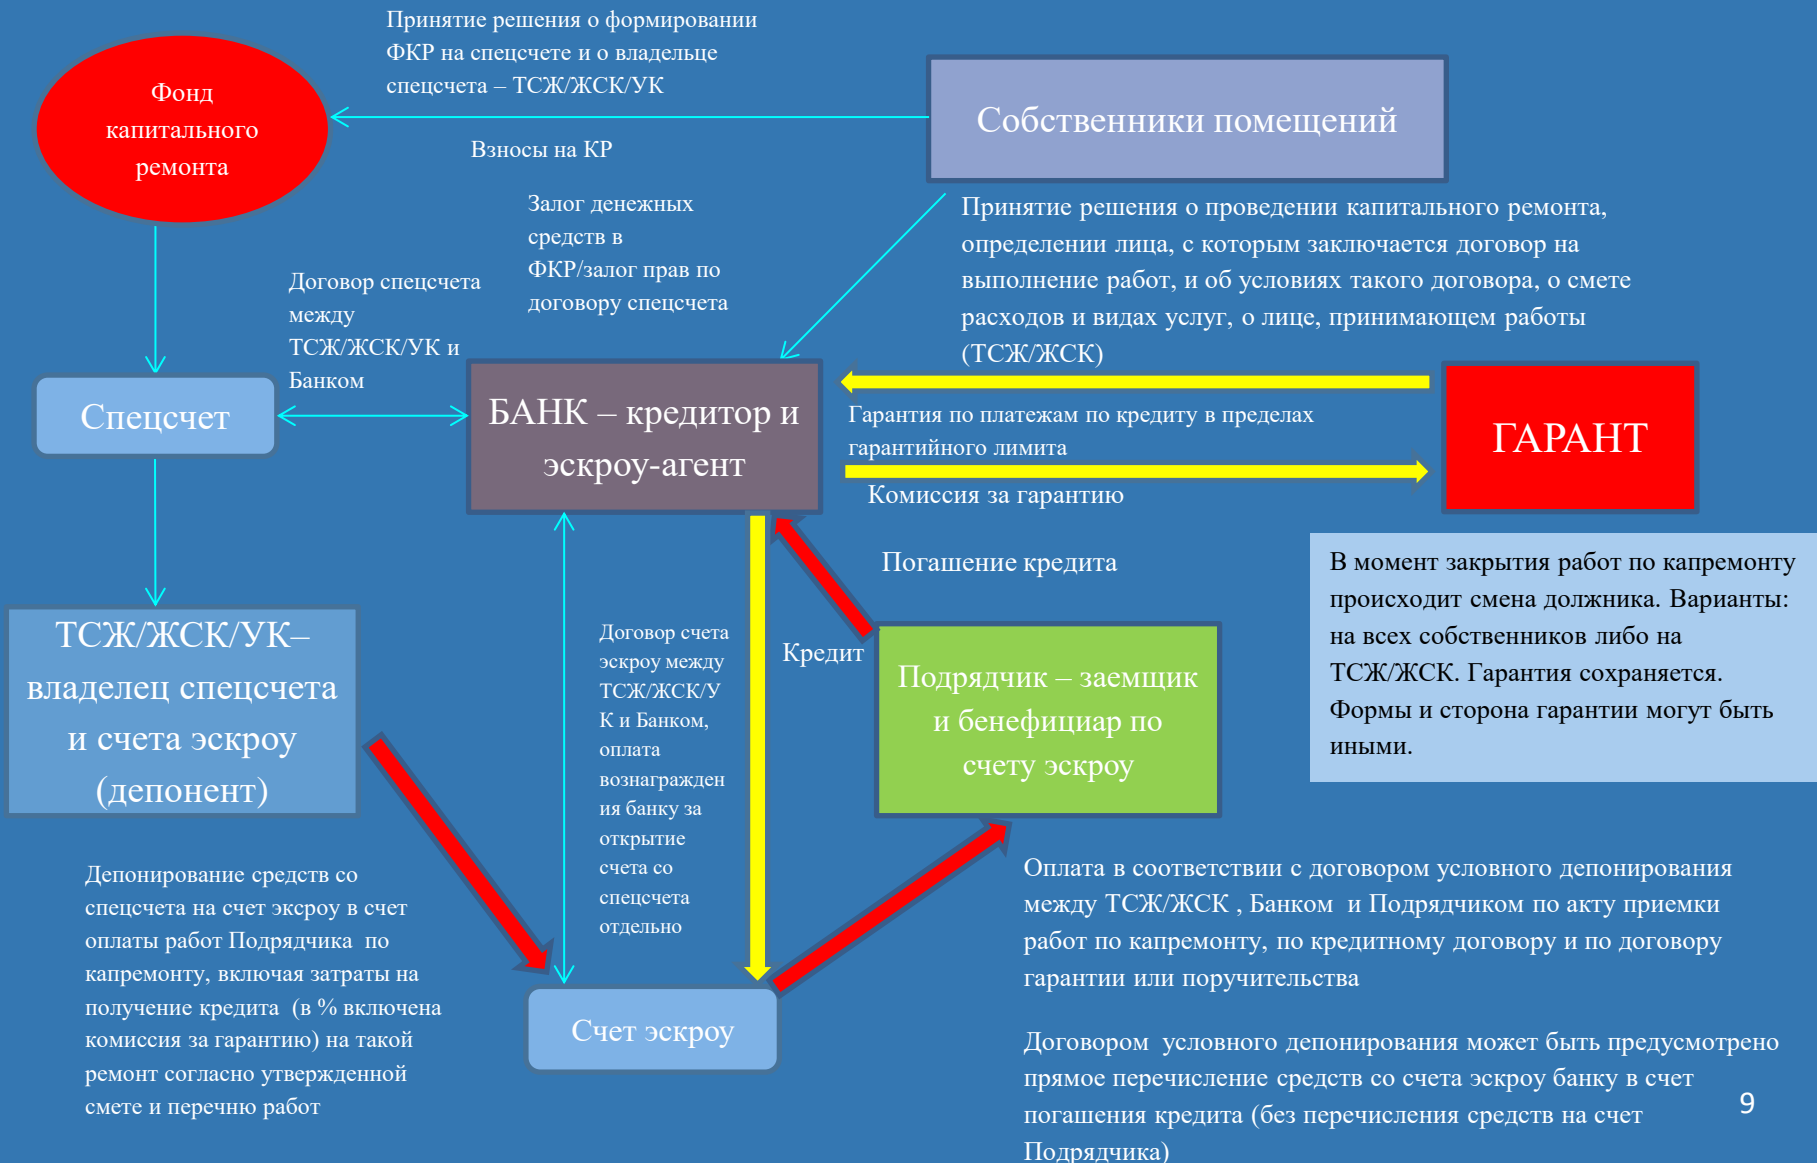 Принятие решения о формировании
ФКР на спецсчете и о владельце
спецсчета – ТСЖ/ЖСК/УК
Фонд
капитального
ремонта
Собственники помещений
Взносы на КР
Залог денежных
средств в
ФКР/залог прав по
договору спецсчета
Принятие решения о проведении капитального ремонта,
определении лица, с которым заключается договор на
выполнение работ, и об условиях такого договора, о смете
расходов и видах услуг, о лице, принимающем работы
(ТСЖ/ЖСК)
Договор спецсчета
между
ТСЖ/ЖСК/УК и
Банком
Спецсчет
БАНК – кредитор и
эскроу-агент
Гарантия по платежам по кредиту в пределах
гарантийного лимита
Комиссия за гарантию
ГАРАНТ
Погашение кредита
В момент закрытия работ по капремонту
происходит смена должника. Варианты:
на всех собственников либо на
ТСЖ/ЖСК. Гарантия сохраняется.
Формы и сторона гарантии могут быть
иными.
ТСЖ/ЖСК/УК–
владелец спецсчета
и счета эскроу
(депонент)
Договор счета
эскроу между
ТСЖ/ЖСК/У
К и Банком,
оплата
вознагражден
ия банку за
открытие
счета со
спецсчета
отдельно
Кредит
Подрядчик – заемщик
и бенефициар по
счету эскроу
Депонирование средств со
спецсчета на счет эксроу в счет
оплаты работ Подрядчика по
капремонту, включая затраты на
получение кредита (в % включена
комиссия за гарантию) на такой
ремонт согласно утвержденной
смете и перечню работ
Счет эскроу
Оплата в соответствии с договором условного депонирования
между ТСЖ/ЖСК , Банком и Подрядчиком по акту приемки
работ по капремонту, по кредитному договору и по договору
гарантии или поручительства
Договором условного депонирования может быть предусмотрено
прямое перечисление средств со счета эскроу банку в счет
погашения кредита (без перечисления средств на счет
Подрядчика)
9